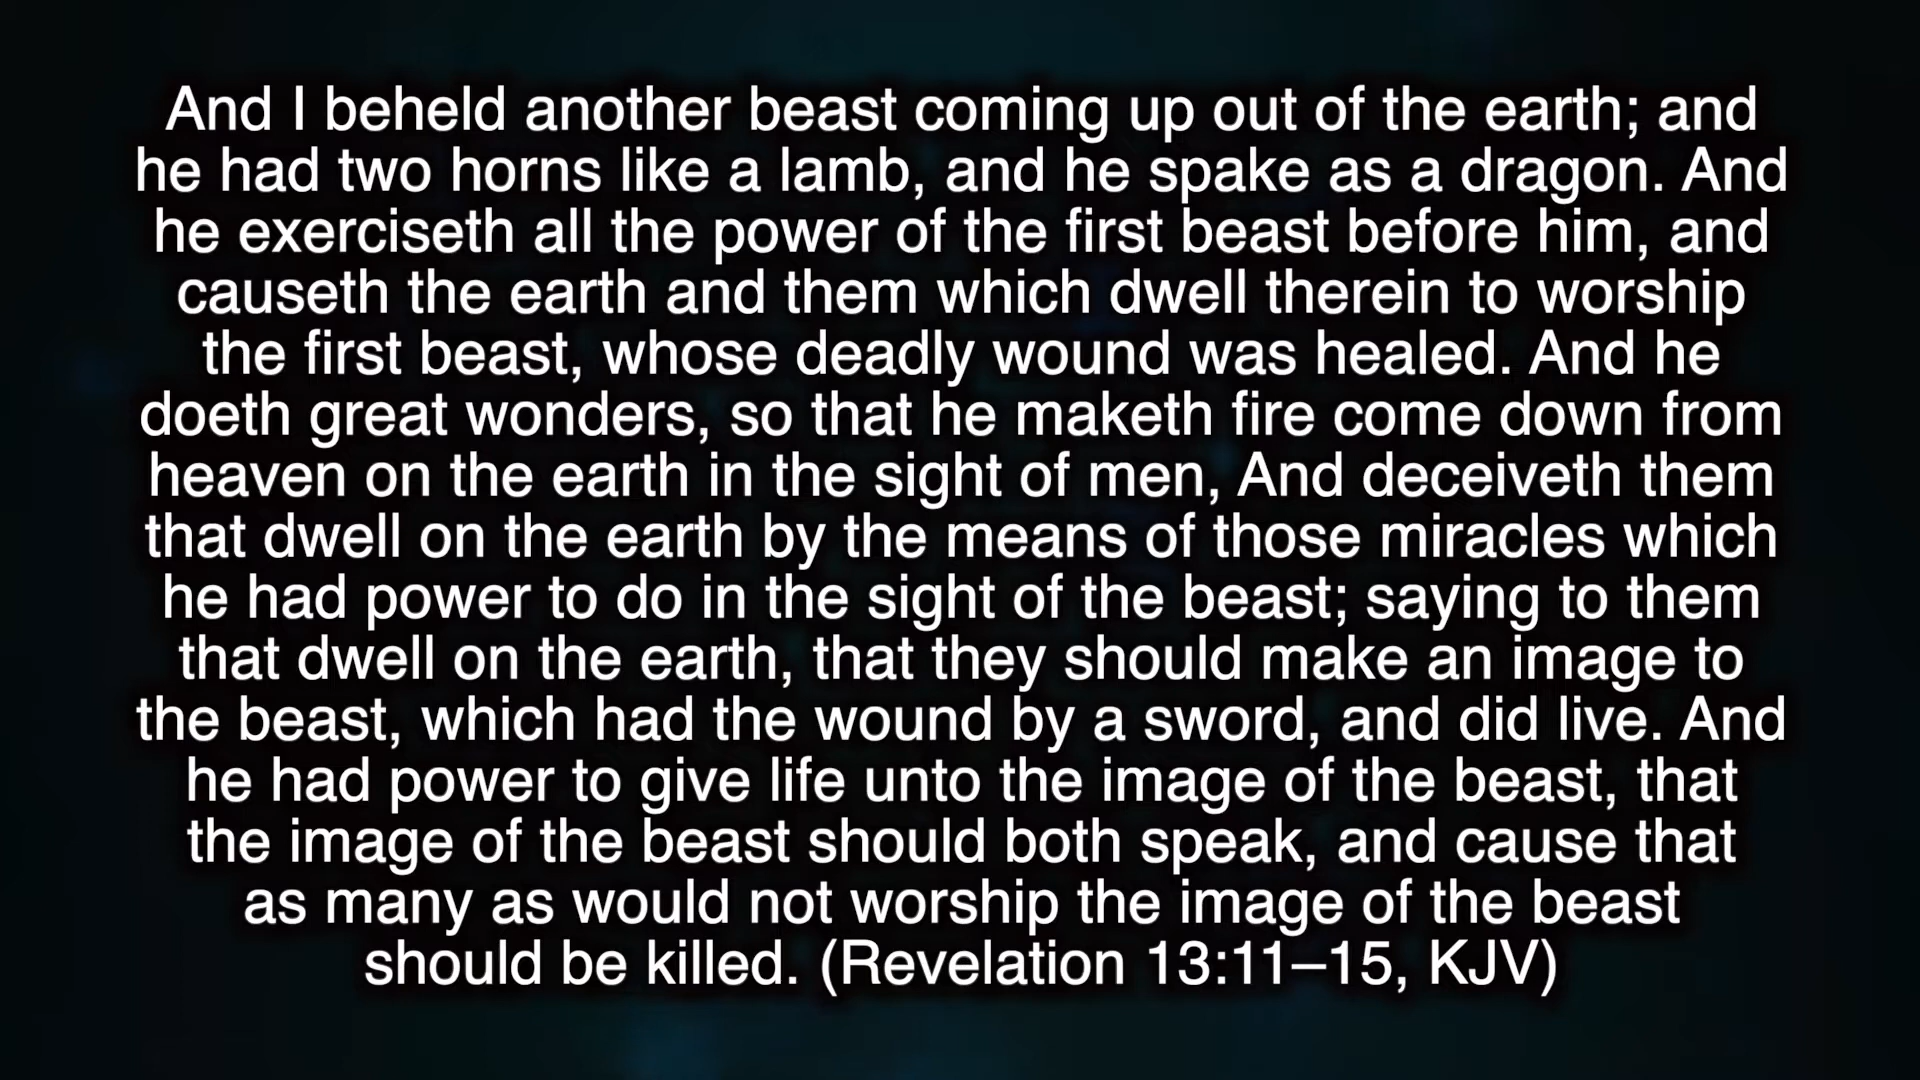 And I beheld another beast coming up out of the earth; and
he had two horns like a lamb, and he spake as a dragon. And
he exerciseth all the power of the first beast before him, and
causeth the earth and them which dwell therein to worship
the first beast, whose deadly wound was healed. And he
doeth great wonders, so that he maketh fire come down from
heaven on the earth in the sight of men, And deceiveth them
that dwell on the earth by the means of those miracles which
he had power to do in the sight of the beast; saying to them
that dwell on the earth, that they should make an image to
the beast, which had the wound by a sword, and did live. And
he had power to give life unto the image of the beast, that
the image of the beast should both speak, and cause that
as many as would not worship the image of the beast
should be killed. (Revelation 13:11–15, KJV)